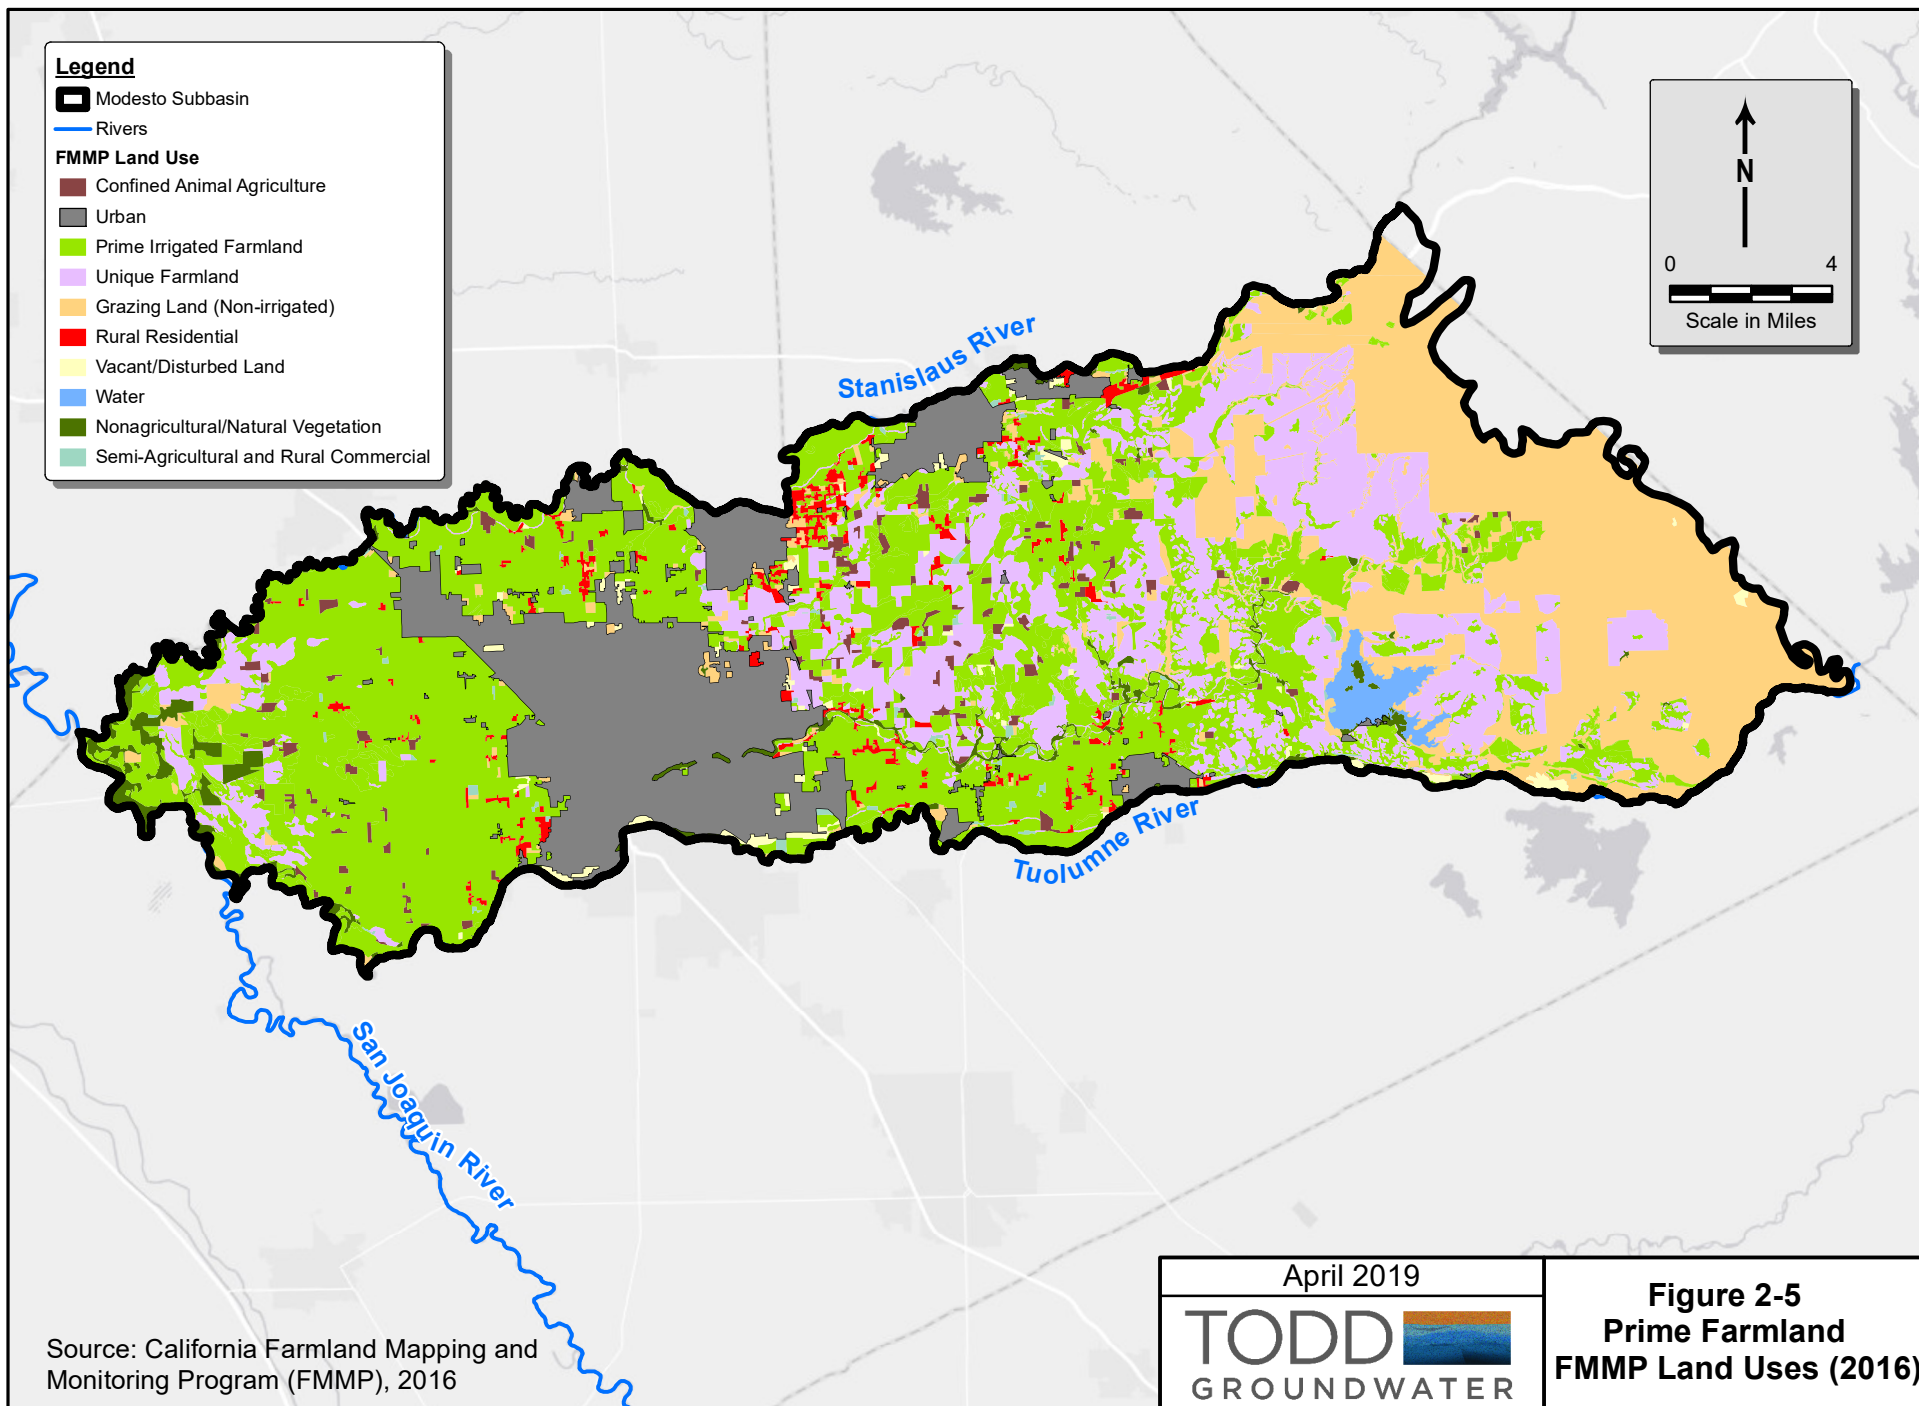 Legend
Modesto Subbasin
Rivers
FMMP Land Use
Confined Animal Agriculture
Urban
Prime Irrigated Farmland
Unique Farmland
Grazing Land (Non-irrigated)
Rural Residential
Vacant/Disturbed Land
Water
Nonagricultural/Natural Vegetation
Semi-Agricultural and Rural Commercial
N
0 4
Scale in Miles
Stanislaus River
Tuolumne River
San Joaquin River
Source: California Farmland Mapping and
Monitoring Program (FMMP), 2016
April 2019
TODD
GROUNDWATER
Figure 2-5
Prime Farmland
FMMP Land Uses (2016)